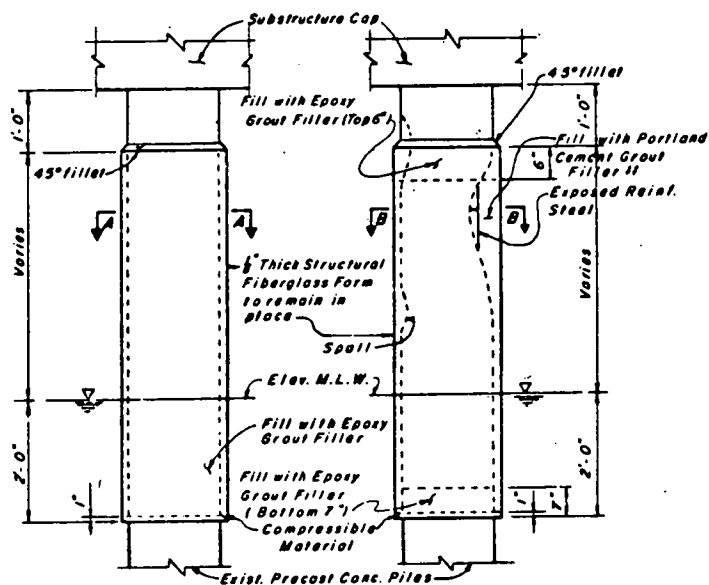 Substructure Cap
45° fillet
Fill with Epoxy
Grout Filler (Top 6")
1'-0"
1'-0"
Fill with Portland
Cement Grout
Filler
6"
45° fillet
Exposed Reinf.
Steel
A
A
B
B
Varies
Varies
Thick Structural
Fiberglass Form
to remain in
place
Spall
Elev. M.L.W.
Fill with Epoxy
Grout Filler
2'-0"
2'-0"
Fill with Epoxy
Grout Filler
(Bottom 7")
1"
1"
7"
Compressible
Material
Exist. Precast Conc. Piles